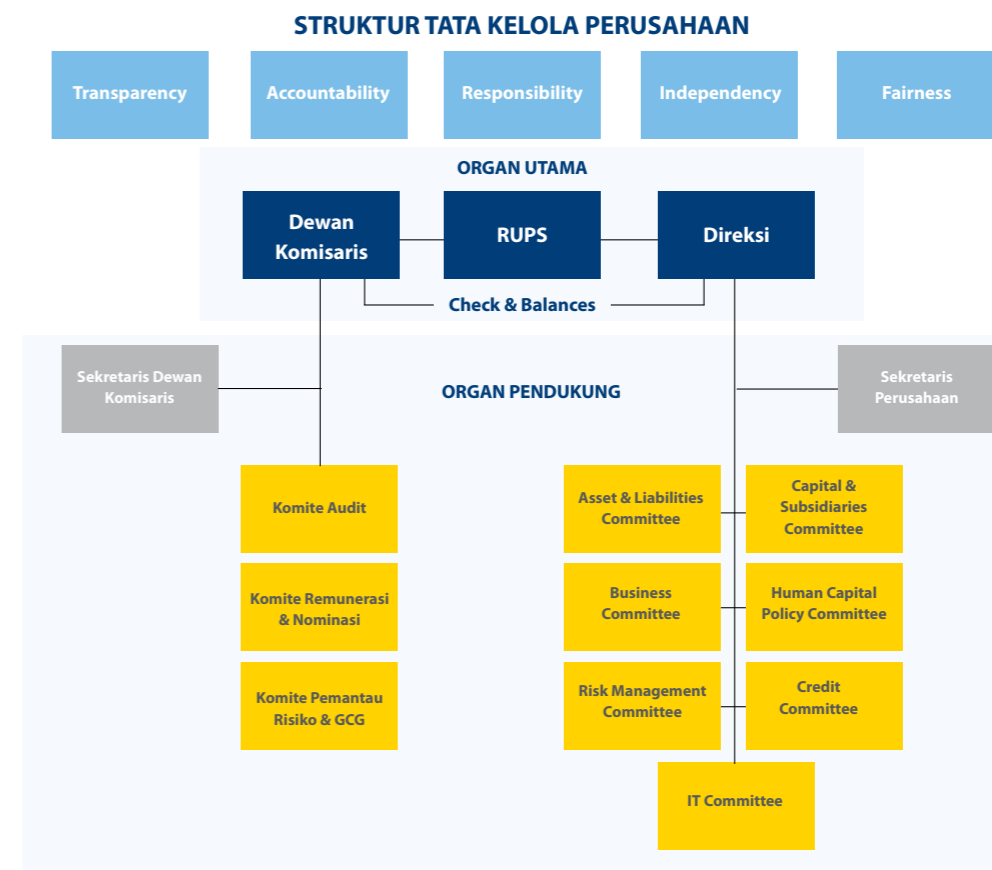 STRUKTUR TATA KELOLA PERUSAHAAN
Transparency
Accountability
Responsibility
Independency
Fairness
ORGAN UTAMA
Dewan
Komisaris
RUPS
Direksi
Check & Balances
Sekretaris Dewan
Komisaris
ORGAN PENDUKUNG
Sekretaris
Perusahaan
Komite Audit
Komite Remunerasi
& Nominasi
Komite Pemantau
Risiko & GCG
Asset & Liabilities
Committee
Capital &
Subsidiaries
Committee
Business
Committee
Human Capital
Policy Committee
Risk Management
Committee
Credit
Committee
IT Committee